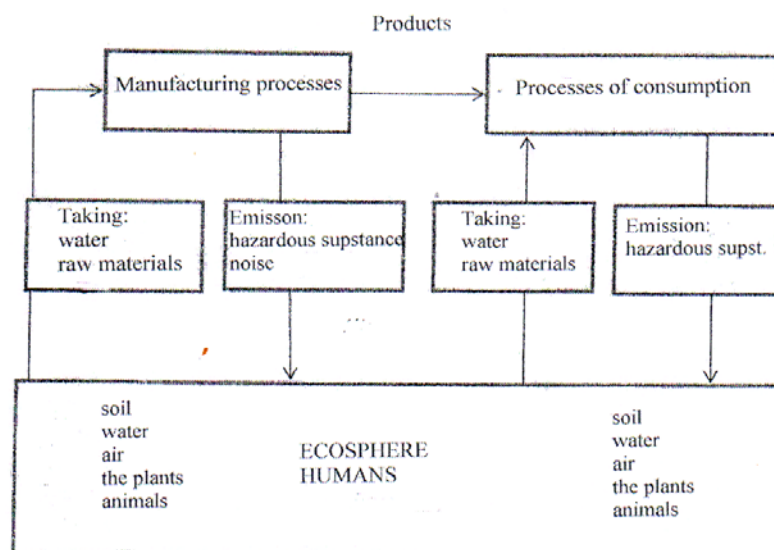 Products
Manufacturing processes
Processes of consumption
Taking:
water
raw materials
Emisson:
hazardous supstance
noise
Taking:
water
raw materials
Emission:
hazardous supst.
soil
water
air
the plants
animals
ECOSPHERE
HUMANS
soil
water
air
the plants
animals